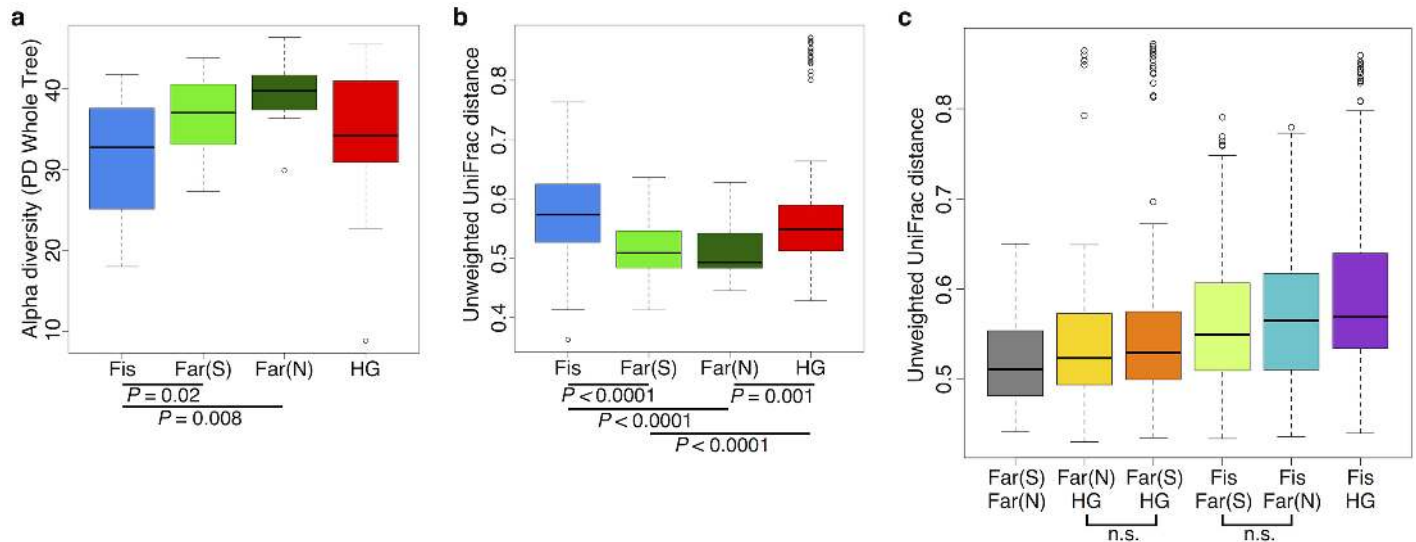 a
Alpha diversity (PD Whole Tree)
40
30
20
10
Fis Far(S) Far(N) HG
P = 0.02
P = 0.008
b
Unweighted UniFrac distance
0.8
0.7
0.6
0.5
0.4
Fis Far(S) Far(N) HG
P < 0.0001 P = 0.001
P < 0.0001
P < 0.0001
c
Unweighted UniFrac distance
0.8
0.7
0.6
0.5
Far(S) Far(N) Far(S) Fis Fis Fis
Far(N) HG HG Far(S) Far(N) HG
n.s. n.s.